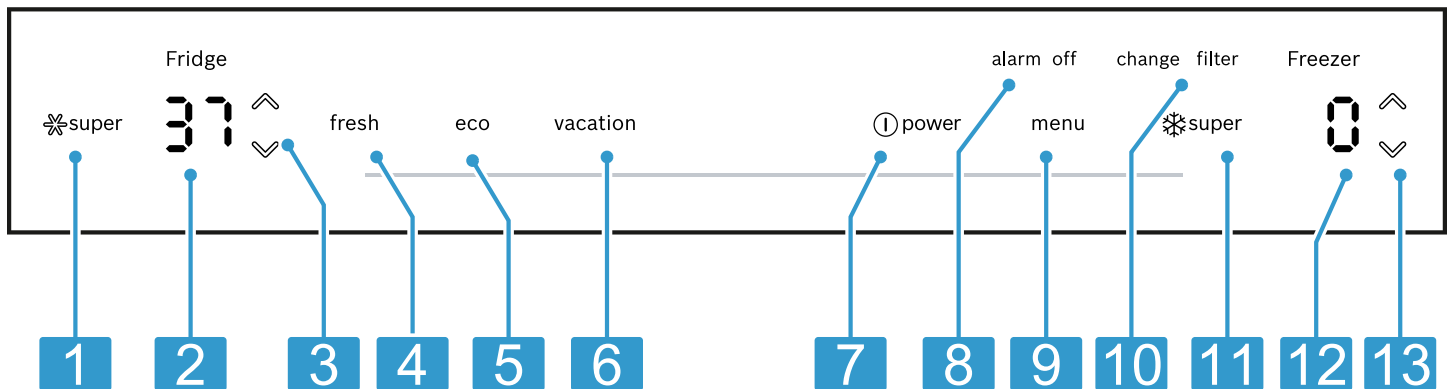 Fridge alarm off change filter Freezer
super 37 fresh eco vacation power menu super 0
1 2 3 4 5 6 7 8 9 10 11 12 13